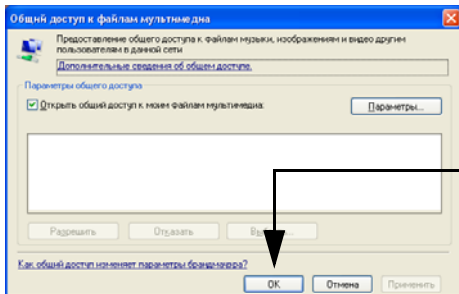 Общий доступ к файлам мультимедиа
Предоставление общего доступа к файлам музыки, изображениям и видео другим
пользователям в данной сети
Дополнительные сведения об общем доступе.
Параметры общего доступа
Открыть общий доступ к моим файлам мультимедиа:
Параметры...
Разрешить
Отказать
Как общий доступ изменяет параметры брандмауэра?
OK
Отмена
Применить